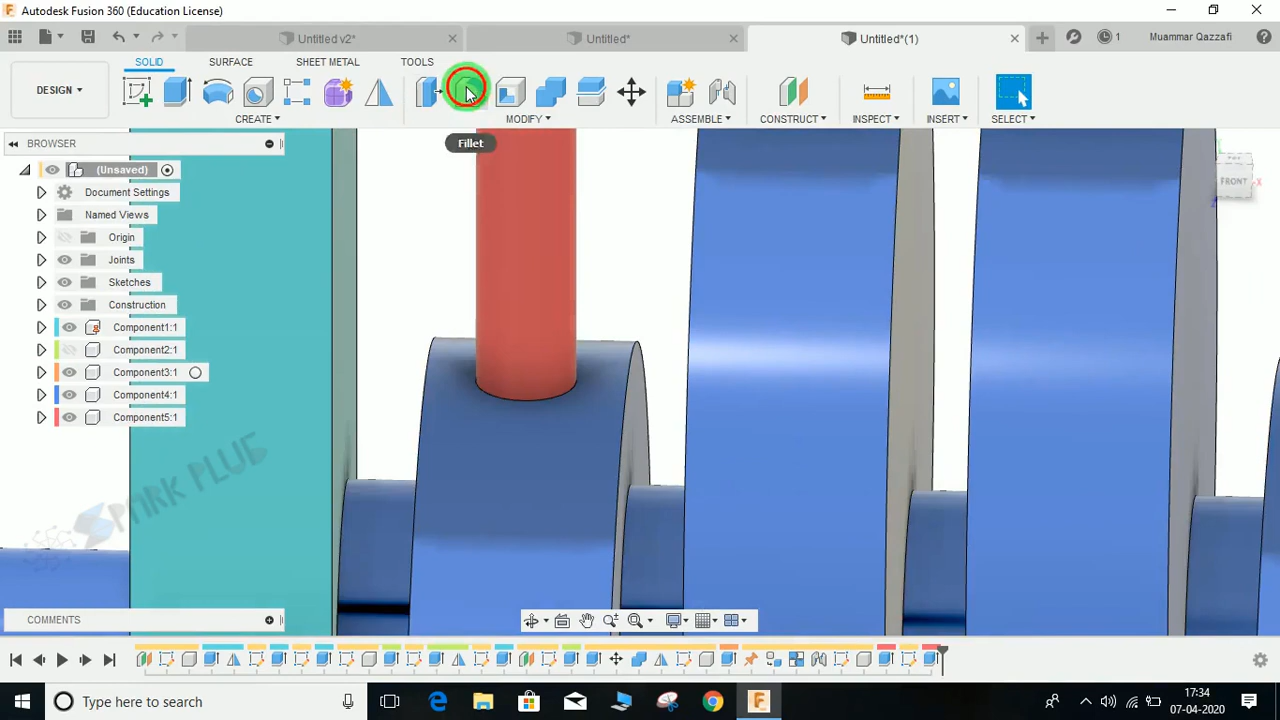 Autodesk Fusion 360 (Education License)
Untitled v2*
Untitled*
Untitled*(1)
1
Muammar Qazzafi
DESIGN
SOLID
SURFACE
SHEET METAL
TOOLS
CREATE
MODIFY
ASSEMBLE
CONSTRUCT
INSPECT
INSERT
SELECT
Fillet
BROWSER
(Unsaved)
Document Settings
Named Views
Origin
Joints
Sketches
Construction
Component1:1
Component2:1
Component3:1
Component4:1
Component5:1
FRONT
X
SPARK PLUG
COMMENTS
Type here to search
17:34
07-04-2020